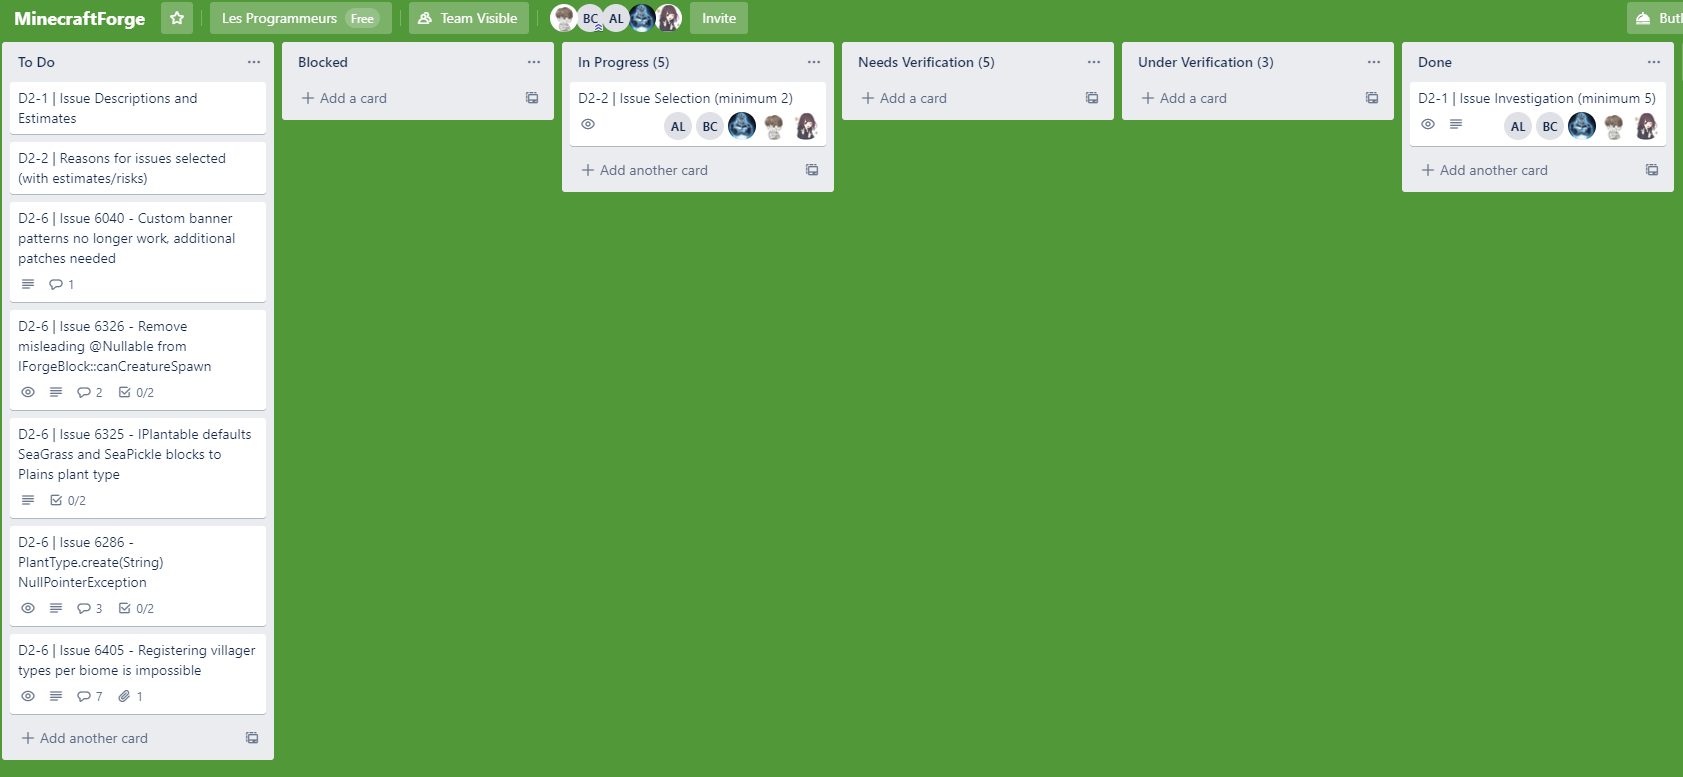 MinecraftForge
Les Programmeurs Free
Team Visible
BC AL
Invite
To Do
D2-1 | Issue Descriptions and
Estimates
D2-2 | Reasons for issues selected
(with estimates/risks)
D2-6 | Issue 6040 - Custom banner
patterns no longer work, additional
patches needed
1
D2-6 | Issue 6326 - Remove
misleading @Nullable from
IForgeBlock::canCreatureSpawn
2 0/2
D2-6 | Issue 6325 - IPlantable defaults
SeaGrass and SeaPickle blocks to
Plains plant type
0/2
D2-6 | Issue 6286 -
PlantType.create(String)
NullPointerException
3 0/2
D2-6 | Issue 6405 - Registering villager
types per biome is impossible
7 1
Add another card
Blocked
Add a card
In Progress (5)
D2-2 | Issue Selection (minimum 2)
AL BC
Add another card
Needs Verification (5)
Add a card
Under Verification (3)
Add a card
Done
D2-1 | Issue Investigation (minimum 5)
AL BC
Add another card